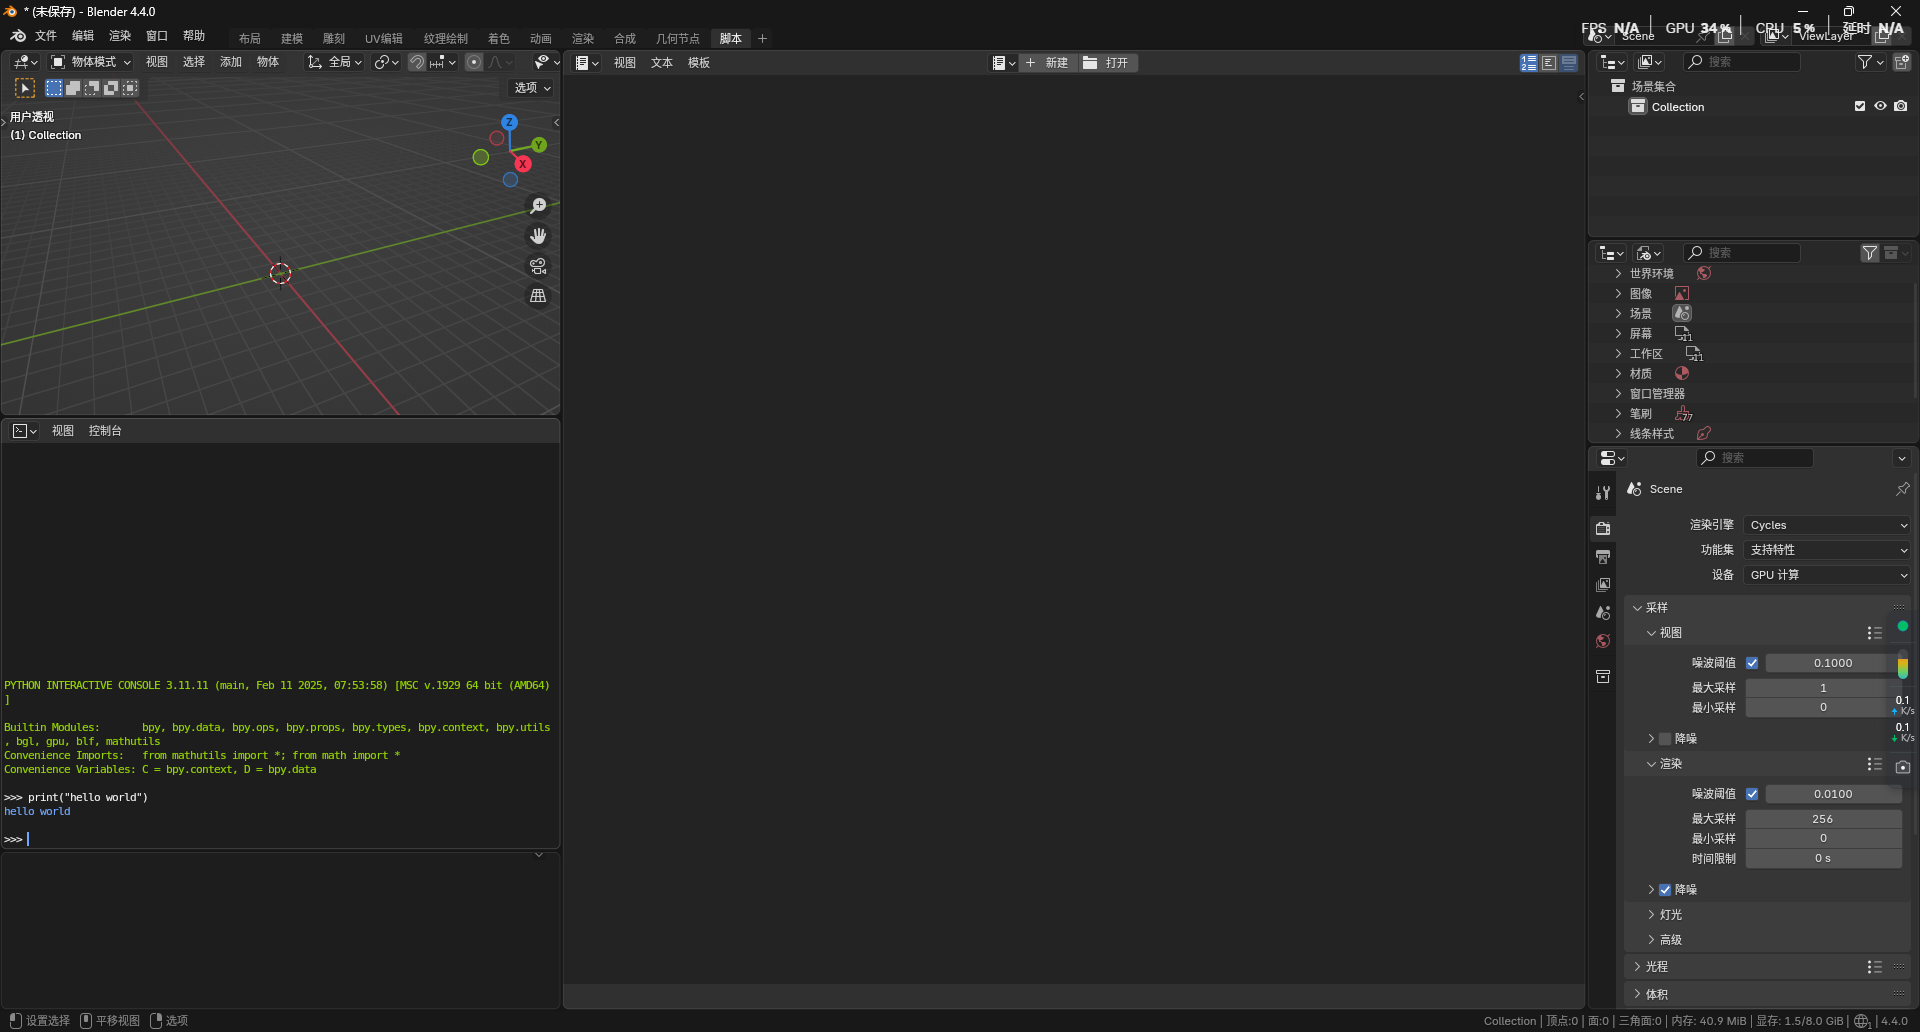 * (未保存) - Blender 4.4.0
文件 编辑 渲染 窗口 帮助
布局 建模 雕刻 UV编辑 纹理绘制 着色 动画 渲染 合成 几何节点 脚本 +
Scene
FPS N/A GPU 34 % CPU 5 % 延时 N/A
物体模式 视图 选择 添加 物体 全局
选项
用户透视
(1) Collection
Z
Y
X
视图 文本 模板 新建 打开
搜索
场景集合
Collection
搜索
世界环境
图像
场景
屏幕 11
工作区 11
材质
窗口管理器
笔刷 77
线条样式
视图 控制台
PYTHON INTERACTIVE CONSOLE 3.11.11 (main, Feb 11 2025, 07:53:58) [MSC v.1929 64 bit (AMD64)
]
Builtin Modules: bpy, bpy.data, bpy.ops, bpy.props, bpy.types, bpy.context, bpy.utils
, bgl, gpu, blf, mathutils
Convenience Imports: from mathutils import *; from math import *
Convenience Variables: C = bpy.context, D = bpy.data
>>> print("hello world")
hello world
>>>
搜索
Scene
渲染引擎 Cycles
功能集 支持特性
设备 GPU 计算
采样
视图
噪波阈值 0.1000
最大采样 1
最小采样 0
降噪
渲染
噪波阈值 0.0100
最大采样 256
最小采样 0
时间限制 0 s
降噪
灯光
高级
光程
体积
0.1
K/s
0.1
K/s
设置选择 平移视图 选项
Collection | 顶点:0 | 面:0 | 三角面:0 | 内存: 40.9 MiB | 显存: 1.5/8.0 GiB | 1 | 4.4.0